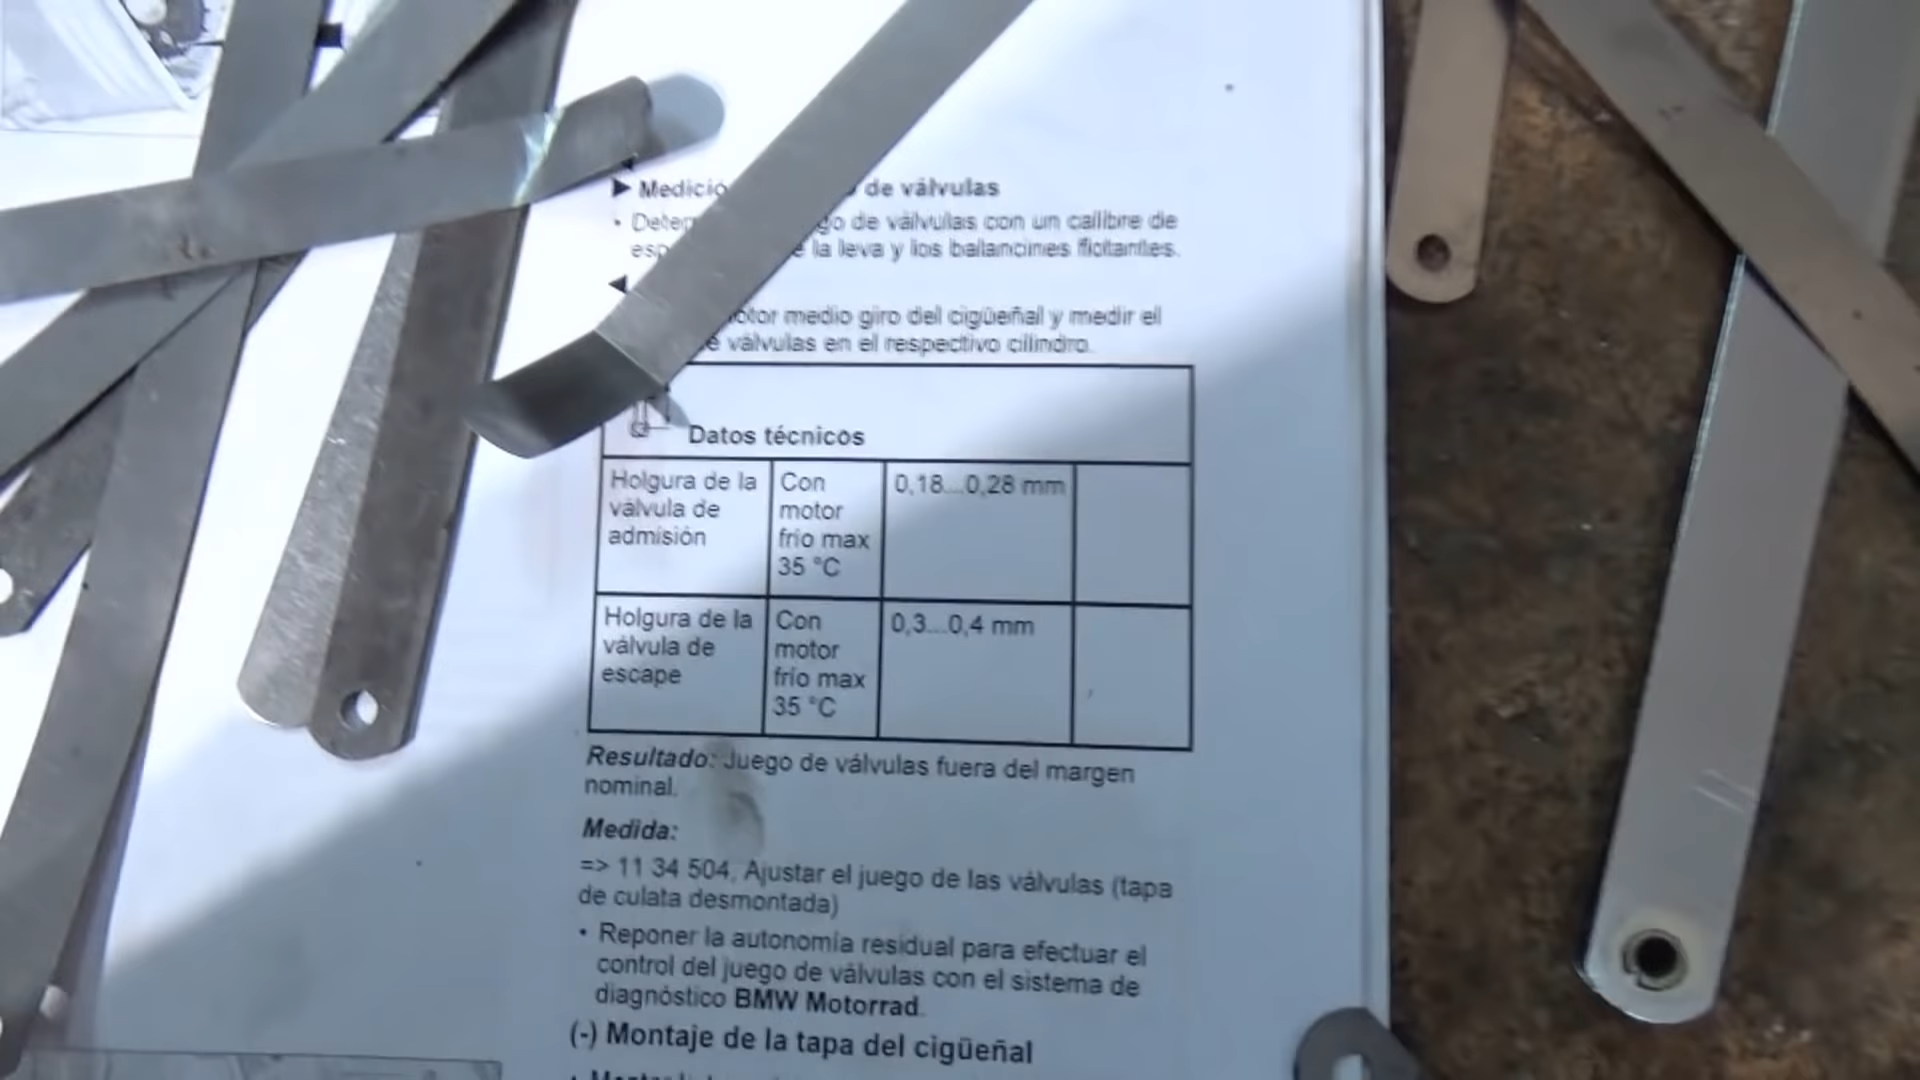 ▶ Medició de válvulas
• Deter go de válvulas con un calibre de
esp e la leva y los balancines flotantes.
◀
otor medio giro del cigüeñal y medir el
e válvulas en el respectivo cilindro.
Datos técnicos
Holgura de la
válvula de
admisión
Con
motor
frío max
35 °C
0,18...0,28 mm
Holgura de la
válvula de
escape
Con
motor
frío max
35 °C
0,3...0,4 mm
Resultado: Juego de válvulas fuera del margen
nominal.
Medida:
=> 11 34 504, Ajustar el juego de las válvulas (tapa
de culata desmontada)
• Reponer la autonomía residual para efectuar el
control del juego de válvulas con el sistema de
diagnóstico BMW Motorrad.
(-) Montaje de la tapa del cigüeñal